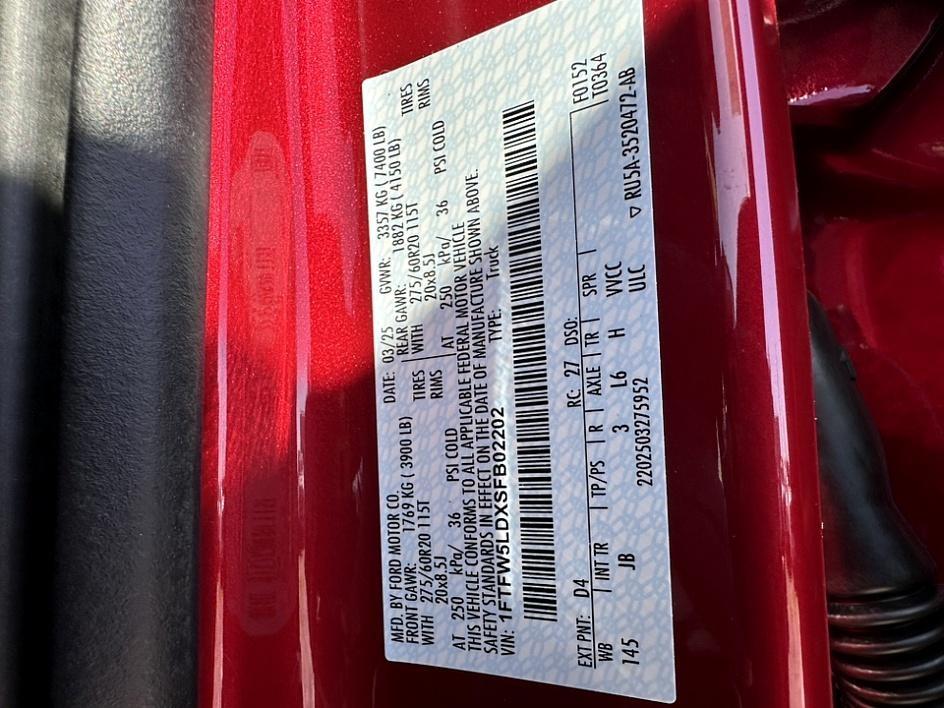 MFD. BY FORD MOTOR CO.
DATE: 03/25 GVWR: 3357 KG ( 7400 LB)
FRONT GAWR: 1769 KG ( 3900 LB) REAR GAWR: 1882 KG ( 4150 LB)
WITH 275/60R20 115T TIRES WITH 275/60R20 115T TIRES
20x8.5J RIMS 20x8.5J RIMS
AT 250 kPa/ 36 PSI COLD AT 250 kPa/ 36 PSI COLD
THIS VEHICLE CONFORMS TO ALL APPLICABLE FEDERAL MOTOR VEHICLE
SAFETY STANDARDS IN EFFECT ON THE DATE OF MANUFACTURE SHOWN ABOVE.
VIN: 1FTFW5LDXSFB02202 TYPE: Truck
EXT PNT: D4 RC: 27 DSO: F0152
WB INT TR TP/PS R AXLE TR SPR T0364
145 JB 3 L6 H VVCC
ULC
2202503275952 ▽ RU5A-3520472-AB